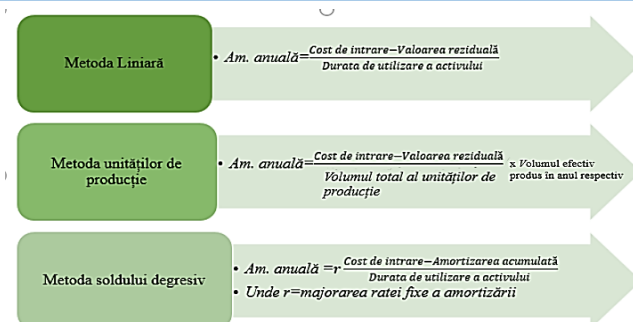 Metoda Liniară
• Am. anuală=Cost de intrare−Valoarea reziduală
Durata de utilizare a activului
Metoda unităților de
producție
• Am. anuală=Cost de intrare−Valoarea reziduală
Volumul total al unităților de
producție
x Volumul efectiv
produs în anul respectiv
Metoda soldului degresiv
• Am. anuală =r Cost de intrare−Amortizarea acumulată
Durata de utilizare a activului
• Unde r=majorarea ratei fixe a amortizării